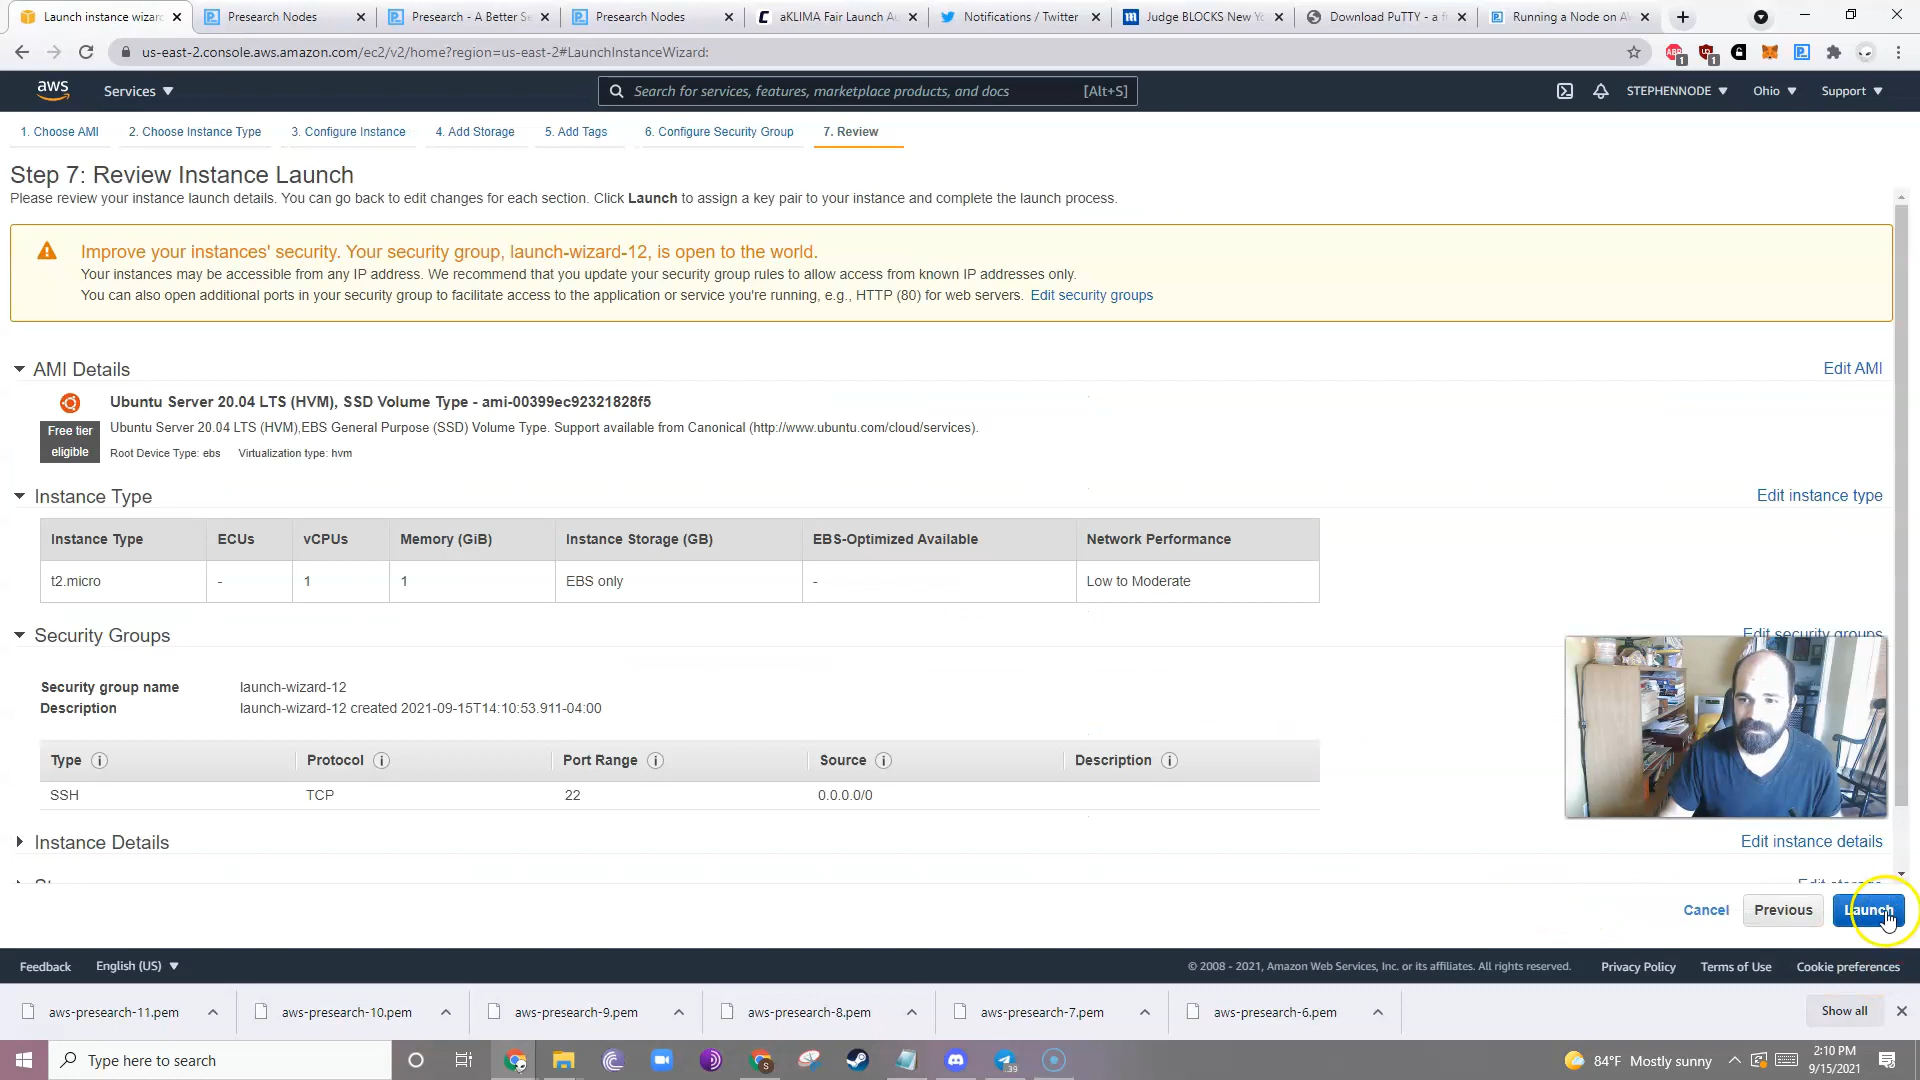 Launch instance wizard
Presearch Nodes
Presearch - A Better Se
Presearch Nodes
aKLIMA Fair Launch Au
Notifications / Twitter
Judge BLOCKS New Yo
Download PuTTY - a f
Running a Node on AW
us-east-2.console.aws.amazon.com/ec2/v2/home?region=us-east-2#LaunchInstanceWizard:
1
1
aws
Services
Search for services, features, marketplace products, and docs
[Alt+S]
STEPHENNODE
Ohio
Support
1. Choose AMI
2. Choose Instance Type
3. Configure Instance
4. Add Storage
5. Add Tags
6. Configure Security Group
7. Review
Step 7: Review Instance Launch
Please review your instance launch details. You can go back to edit changes for each section. Click Launch to assign a key pair to your instance and complete the launch process.
Improve your instances' security. Your security group, launch-wizard-12, is open to the world.
Your instances may be accessible from any IP address. We recommend that you update your security group rules to allow access from known IP addresses only.
You can also open additional ports in your security group to facilitate access to the application or service you're running, e.g., HTTP (80) for web servers. Edit security groups
AMI Details
Edit AMI
Ubuntu Server 20.04 LTS (HVM), SSD Volume Type - ami-00399ec92321828f5
Free tier
eligible
Ubuntu Server 20.04 LTS (HVM),EBS General Purpose (SSD) Volume Type. Support available from Canonical (http://www.ubuntu.com/cloud/services).
Root Device Type: ebs Virtualization type: hvm
Instance Type
Edit instance type
Instance Type ECUs vCPUs Memory (GiB) Instance Storage (GB) EBS-Optimized Available Network Performance
t2.micro - 1 1 EBS only - Low to Moderate
Security Groups
Edit security groups
Security group name launch-wizard-12
Description launch-wizard-12 created 2021-09-15T14:10:53.911-04:00
Type Protocol Port Range Source Description
SSH TCP 22 0.0.0.0/0
Instance Details
Edit instance details
Edit storage
Cancel
Previous
Launch
Feedback
English (US)
© 2008 - 2021, Amazon Web Services, Inc. or its affiliates. All rights reserved.
Privacy Policy
Terms of Use
Cookie preferences
aws-presearch-11.pem
aws-presearch-10.pem
aws-presearch-9.pem
aws-presearch-8.pem
aws-presearch-7.pem
aws-presearch-6.pem
Show all
Type here to search
39
84°F Mostly sunny
2:10 PM
9/15/2021